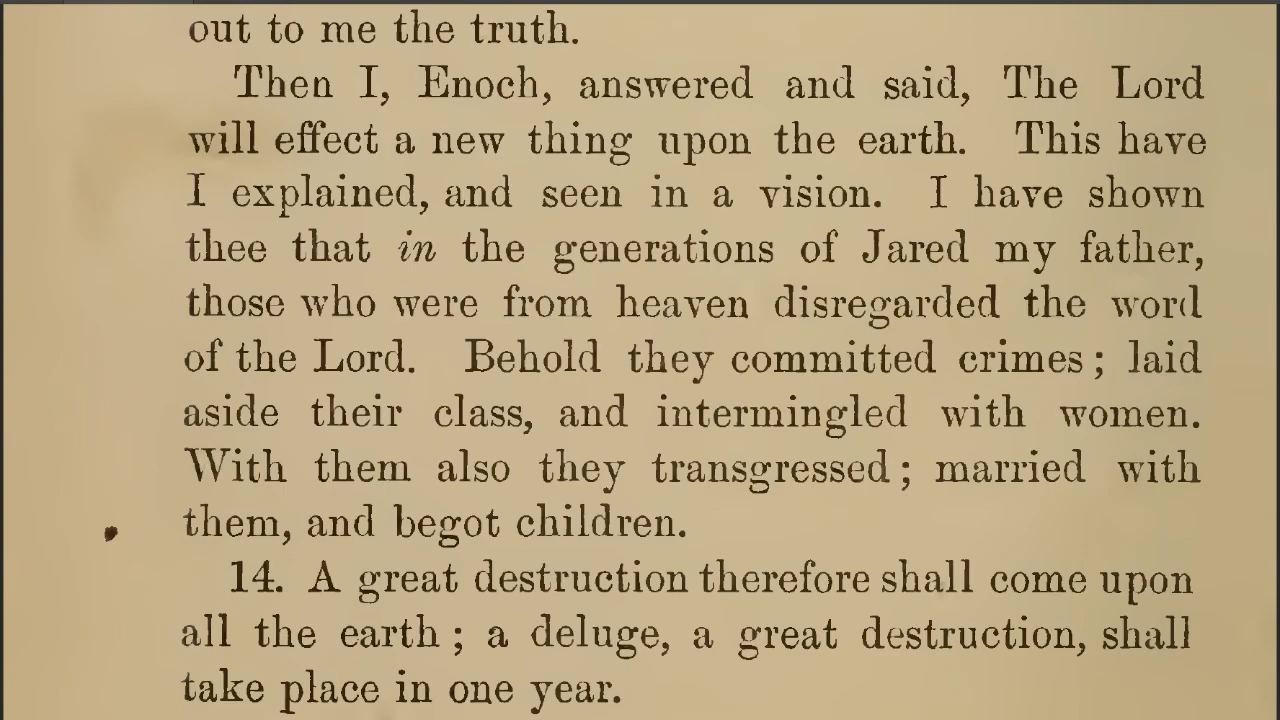 out to me the truth.
Then I, Enoch, answered and said, The Lord
will effect a new thing upon the earth. This have
I explained, and seen in a vision. I have shown
thee that in the generations of Jared my father,
those who were from heaven disregarded the word
of the Lord. Behold they committed crimes; laid
aside their class, and intermingled with women.
With them also they transgressed; married with
them, and begot children.
14. A great destruction therefore shall come upon
all the earth; a deluge, a great destruction, shall
take place in one year.